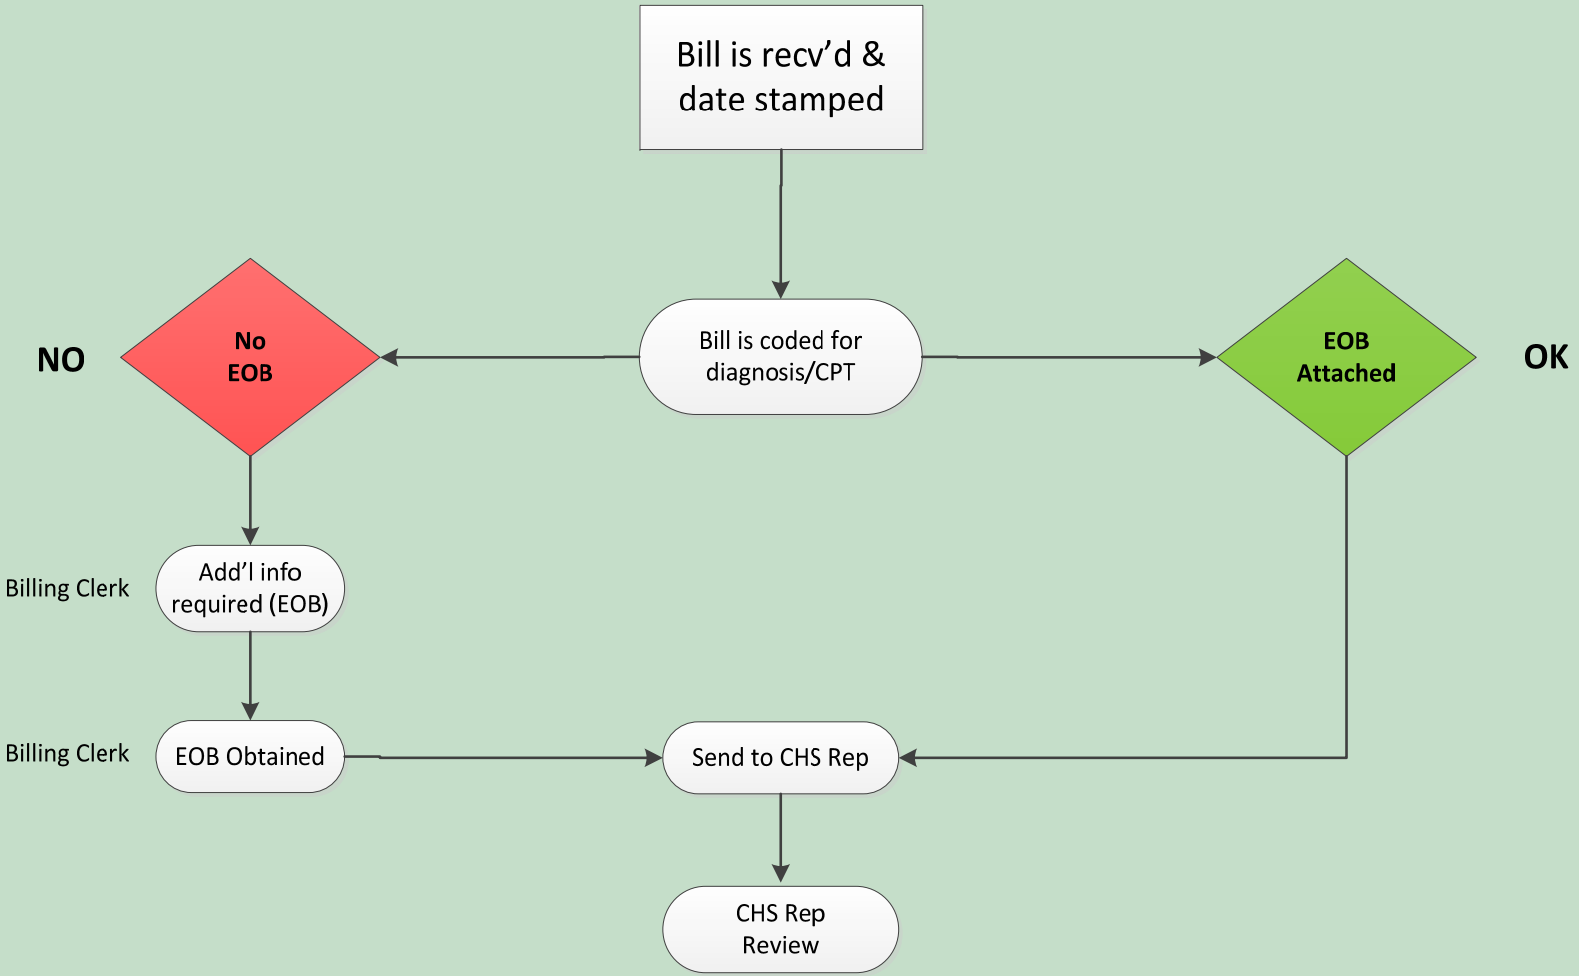 Bill is recv’d &
date stamped
NO
No
EOB
Bill is coded for
diagnosis/CPT
EOB
Attached
OK
Billing Clerk
Add’l info
required (EOB)
Billing Clerk
EOB Obtained
Send to CHS Rep
CHS Rep
Review